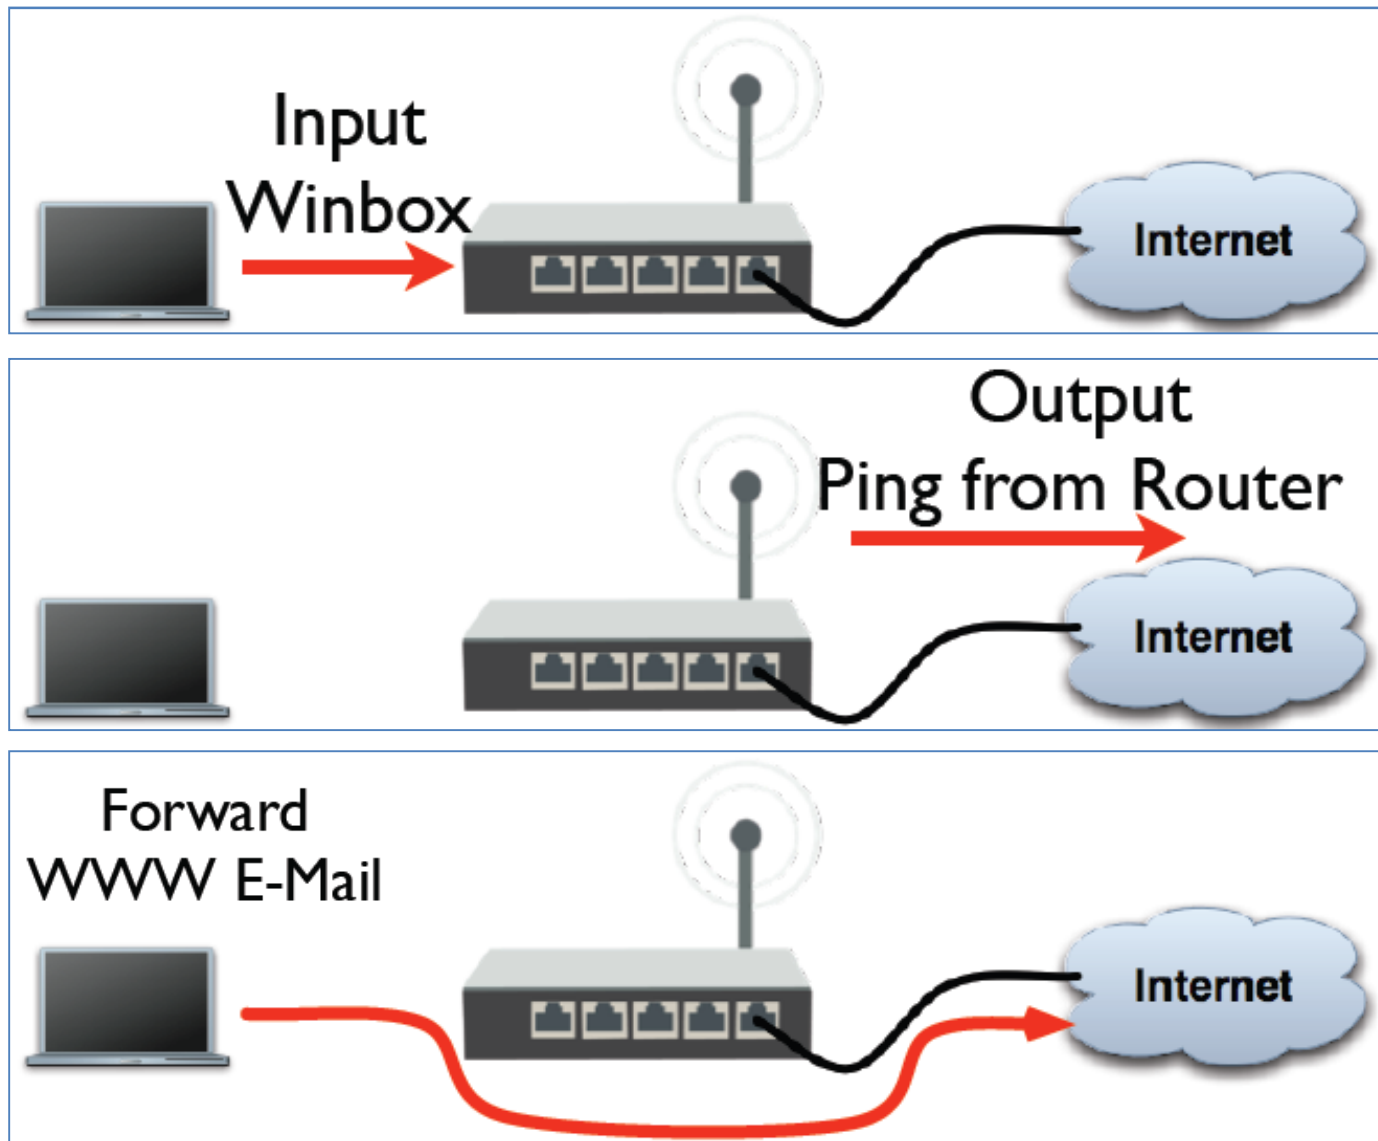 Input
Winbox
Internet
Output
Ping from Router
Internet
Forward
WWW E-Mail
Internet